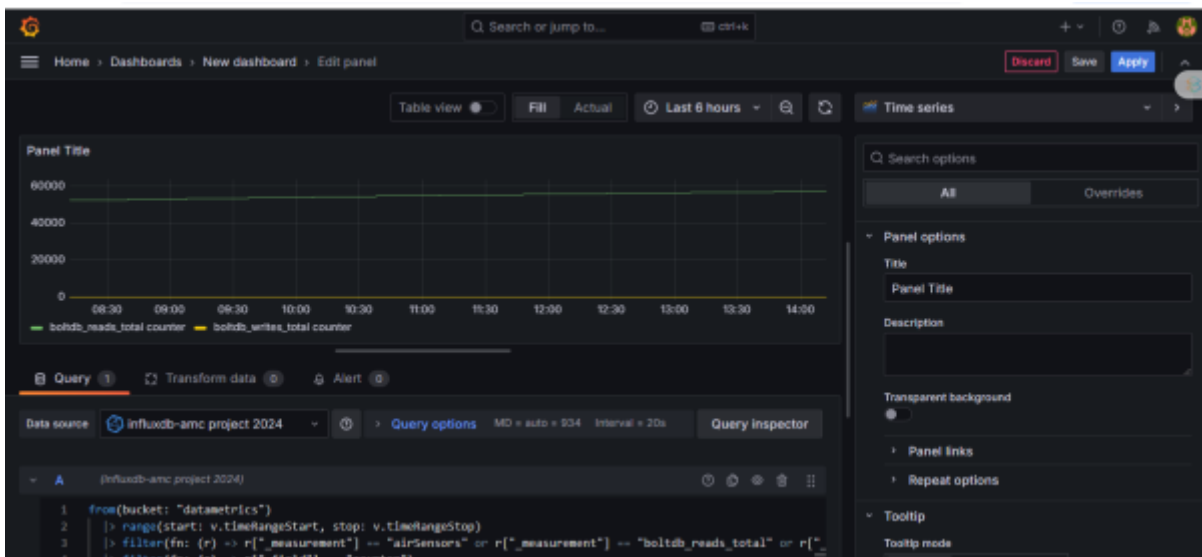 Search or jump to...
ctrl+k
Home › Dashboards › New dashboard › Edit panel
Discard
Save
Apply
Table view
Fill
Actual
Last 6 hours
Time series
Panel Title
60000
40000
20000
0
08:30 09:00 09:30 10:00 10:30 11:00 11:30 12:00 12:30 13:00 13:30 14:00
boltdb_reads_total counter
boltdb_writes_total counter
Search options
All
Overrides
Panel options
Title
Panel Title
Description
Transparent background
Panel links
Repeat options
Tooltip
Tooltip mode
Query 1
Transform data 0
Alert 0
Data source
influxdb-amc project 2024
Query options
MD = auto = 934 Interval = 20s
Query inspector
A
(influxdb-amc project 2024)
1 from(bucket: "datametrics")
2 |> range(start: v.timeRangeStart, stop: v.timeRangeStop)
3 |> filter(fn: (r) => r["_measurement"] == "airSensors" or r["_measurement"] == "boltdb_reads_total" or r["_